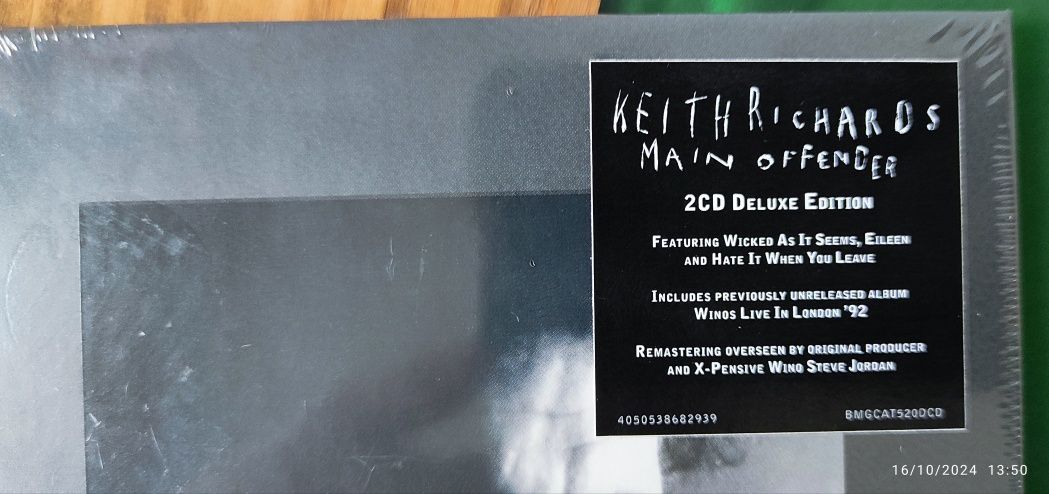 KEITH RICHARDS
MAIN OFFENDER
2CD DELUXE EDITION
FEATURING WICKED AS IT SEEMS, EILEEN
AND HATE IT WHEN YOU LEAVE
INCLUDES PREVIOUSLY UNRELEASED ALBUM
WINOS LIVE IN LONDON '92
REMASTERING OVERSEEN BY ORIGINAL PRODUCER
AND X-PENSIVE WINO STEVE JORDAN
4050538682939 BMGCAT520DCD
16/10/2024 13:50